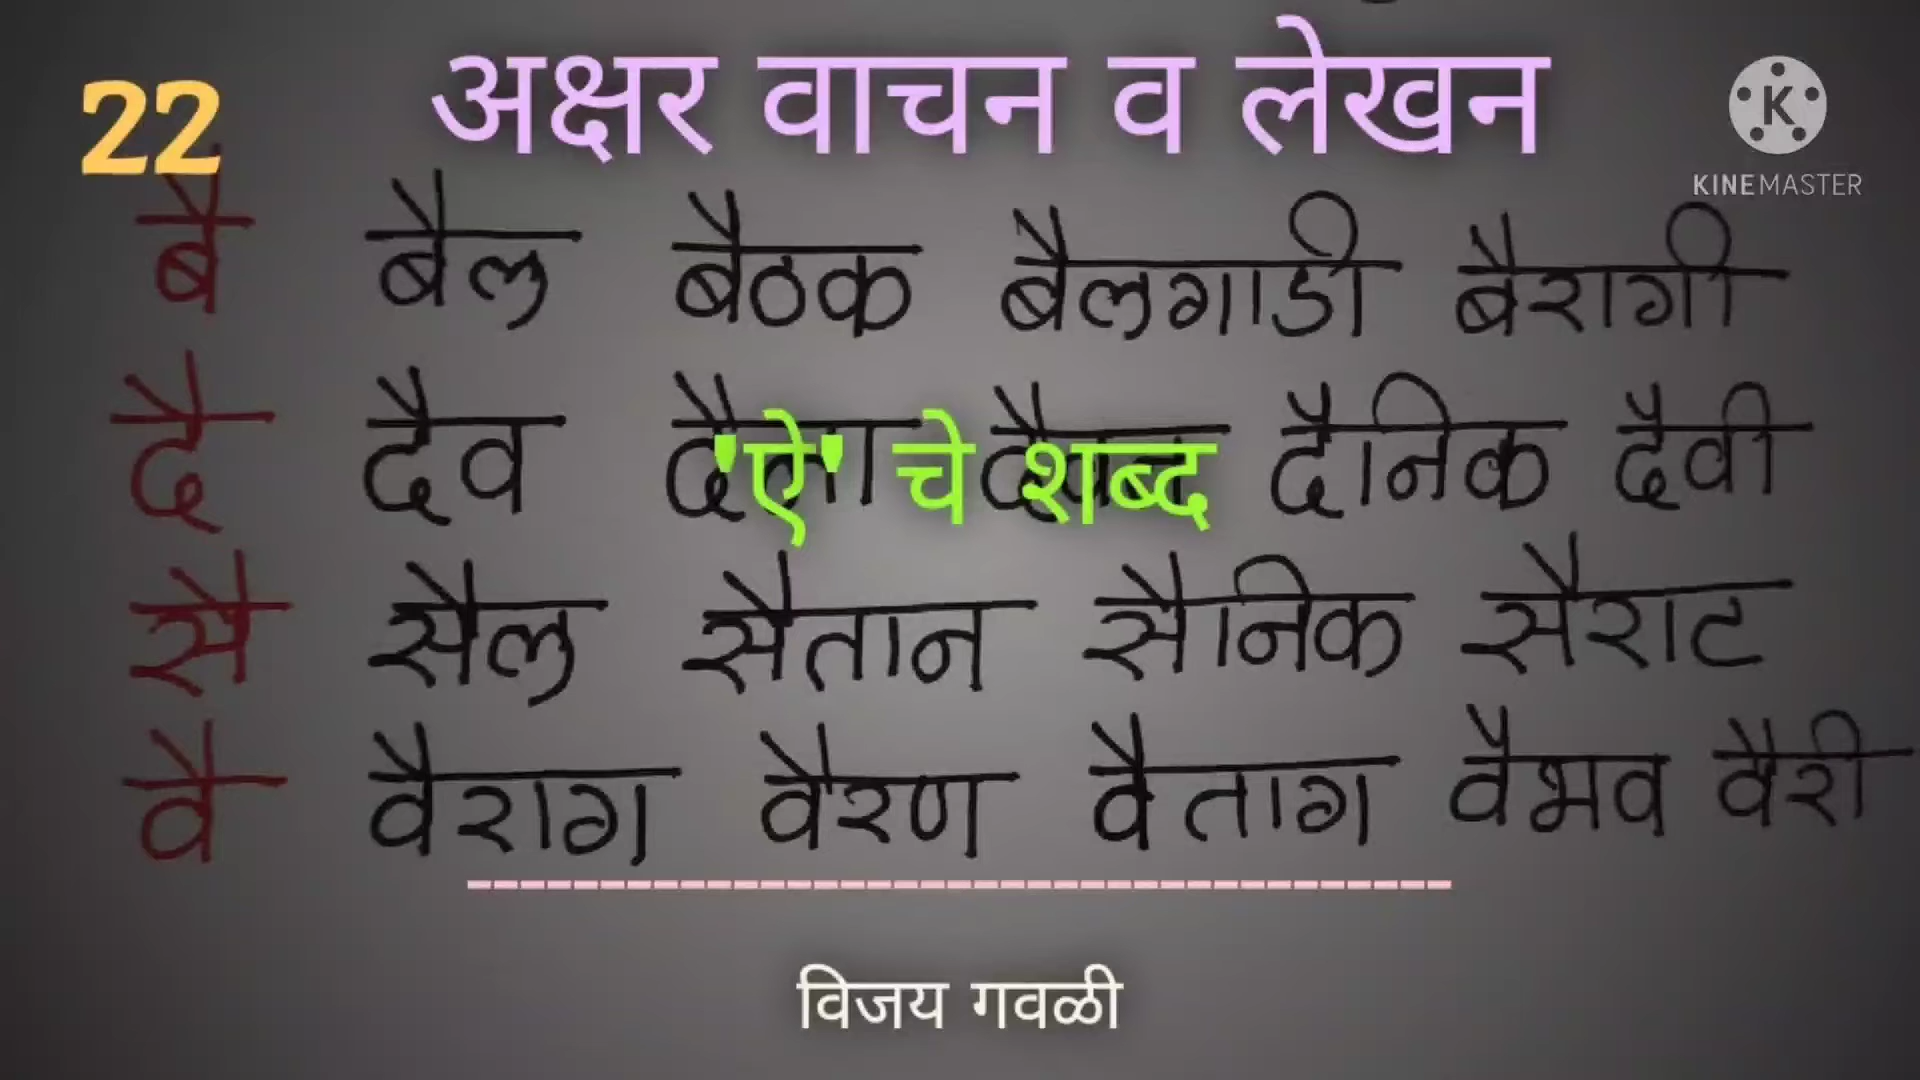 22 अक्षर वाचन व लेखन
KINEMASTER
बै बैल बैठक बैलगाडी बैरागी
दै दैव दैना दैनिक दैवी
'ऐ' चे शब्द
सै सैल सैतान सैनिक सैराट
वै वैराग वैरण वैताग वैभव वैरी
विजय गवळी